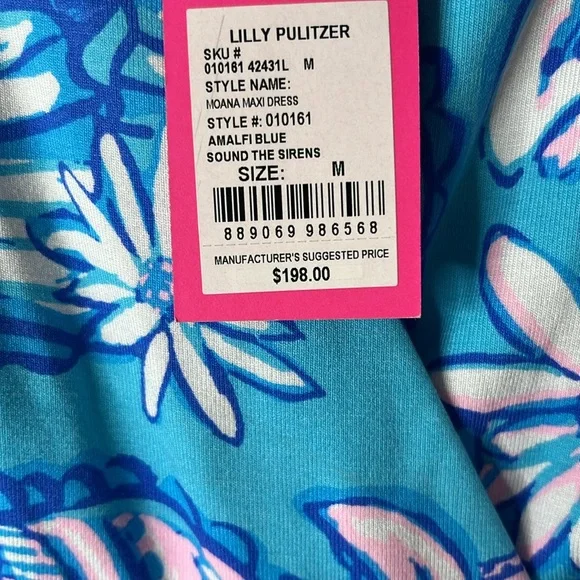 LILLY PULITZER
SKU #
010161 42431L M
STYLE NAME:
MOANA MAXI DRESS
STYLE #: 010161
AMALFI BLUE
SOUND THE SIRENS
SIZE: M
889069 986568
MANUFACTURER'S SUGGESTED PRICE
$198.00